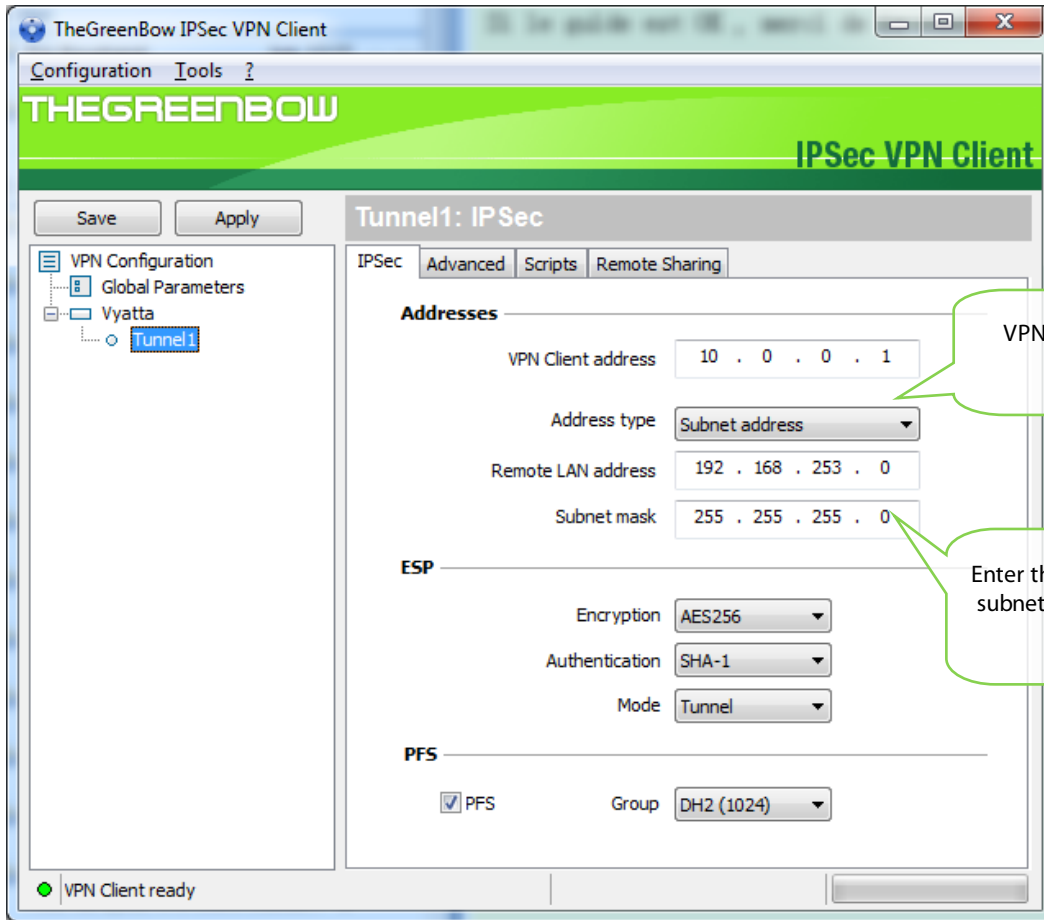 TheGreenBow IPSec VPN Client
Configuration Tools ?
THEGREENBOW
IPSec VPN Client
Save Apply
Tunnel1: IPSec
VPN Configuration
Global Parameters
Vyatta
Tunnel1
IPSec Advanced Scripts Remote Sharing
Addresses
VPN Client address 10 . 0 . 0 . 1
Address type Subnet address
Remote LAN address 192 . 168 . 253 . 0
Subnet mask 255 . 255 . 255 . 0
ESP
Encryption AES256
Authentication SHA-1
Mode Tunnel
PFS
PFS Group DH2 (1024)
VPN
Enter th
subnet
VPN Client ready